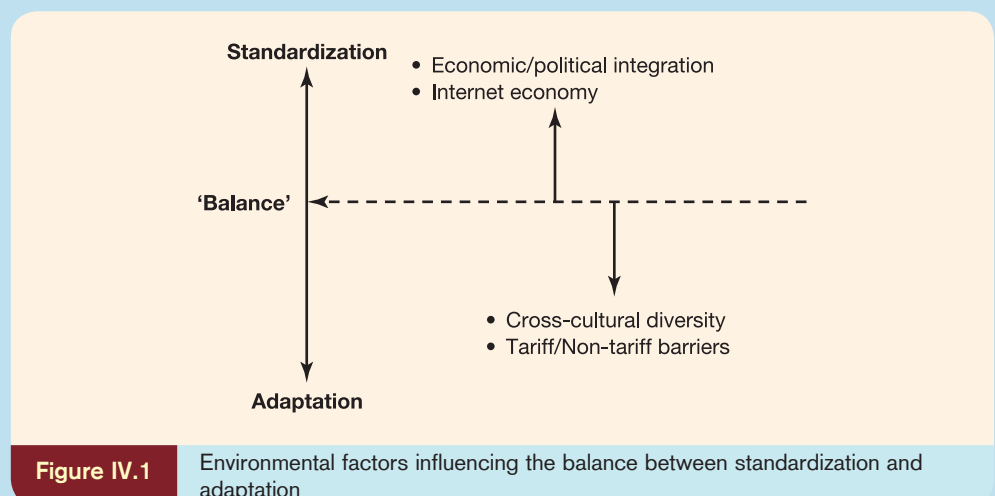 Standardization
• Economic/political integration
• Internet economy
'Balance'
• Cross-cultural diversity
• Tariff/Non-tariff barriers
Adaptation
Figure IV.1
Environmental factors influencing the balance between standardization and
adaptation